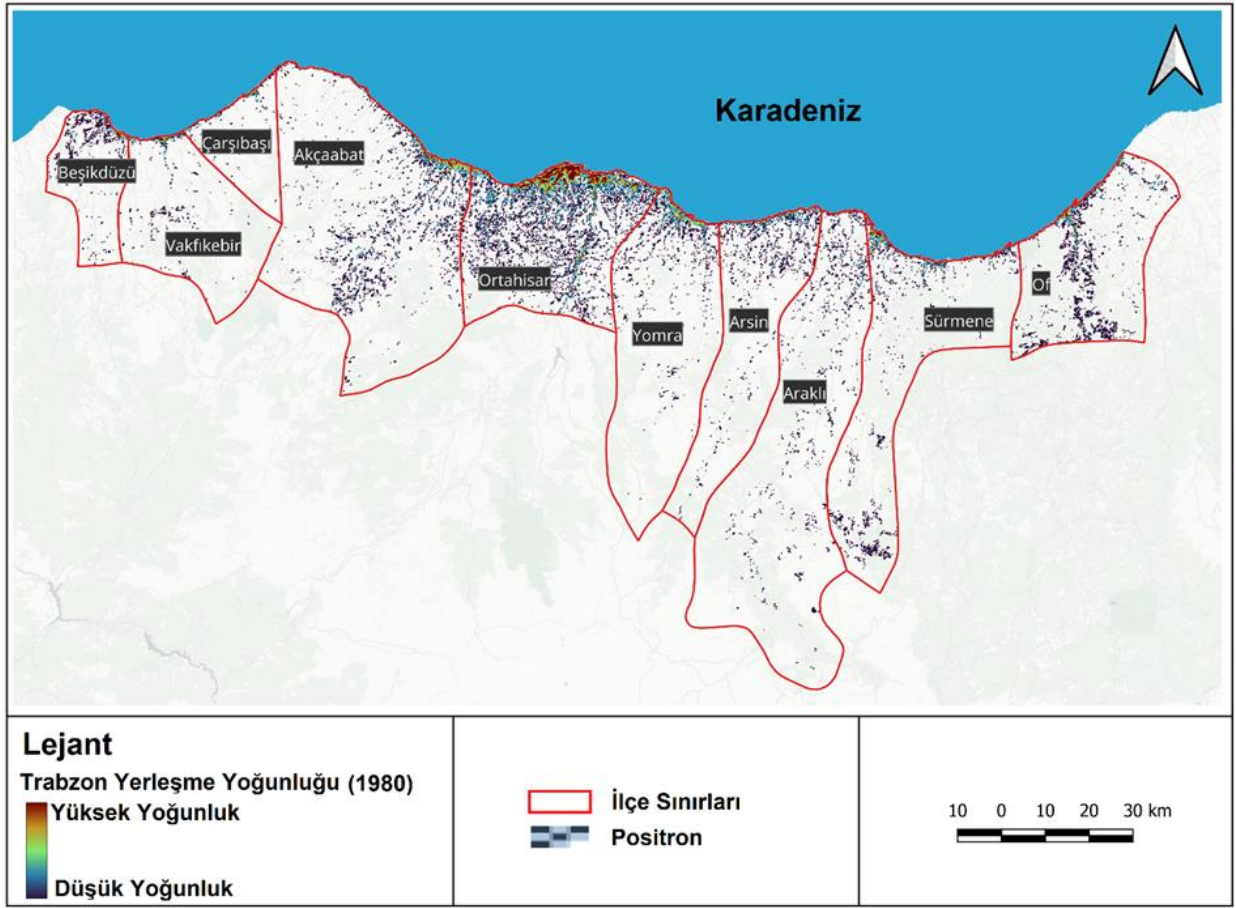 Karadeniz
Çarşıbaşı
Akçaabat
Beşikdüzü
Vakfıkebir
Ortahisar
Of
Yomra
Arsin
Sürmene
Araklı
Lejant
Trabzon Yerleşme Yoğunluğu (1980)
Yüksek Yoğunluk
Düşük Yoğunluk
İlçe Sınırları
Positron
10 0 10 20 30 km